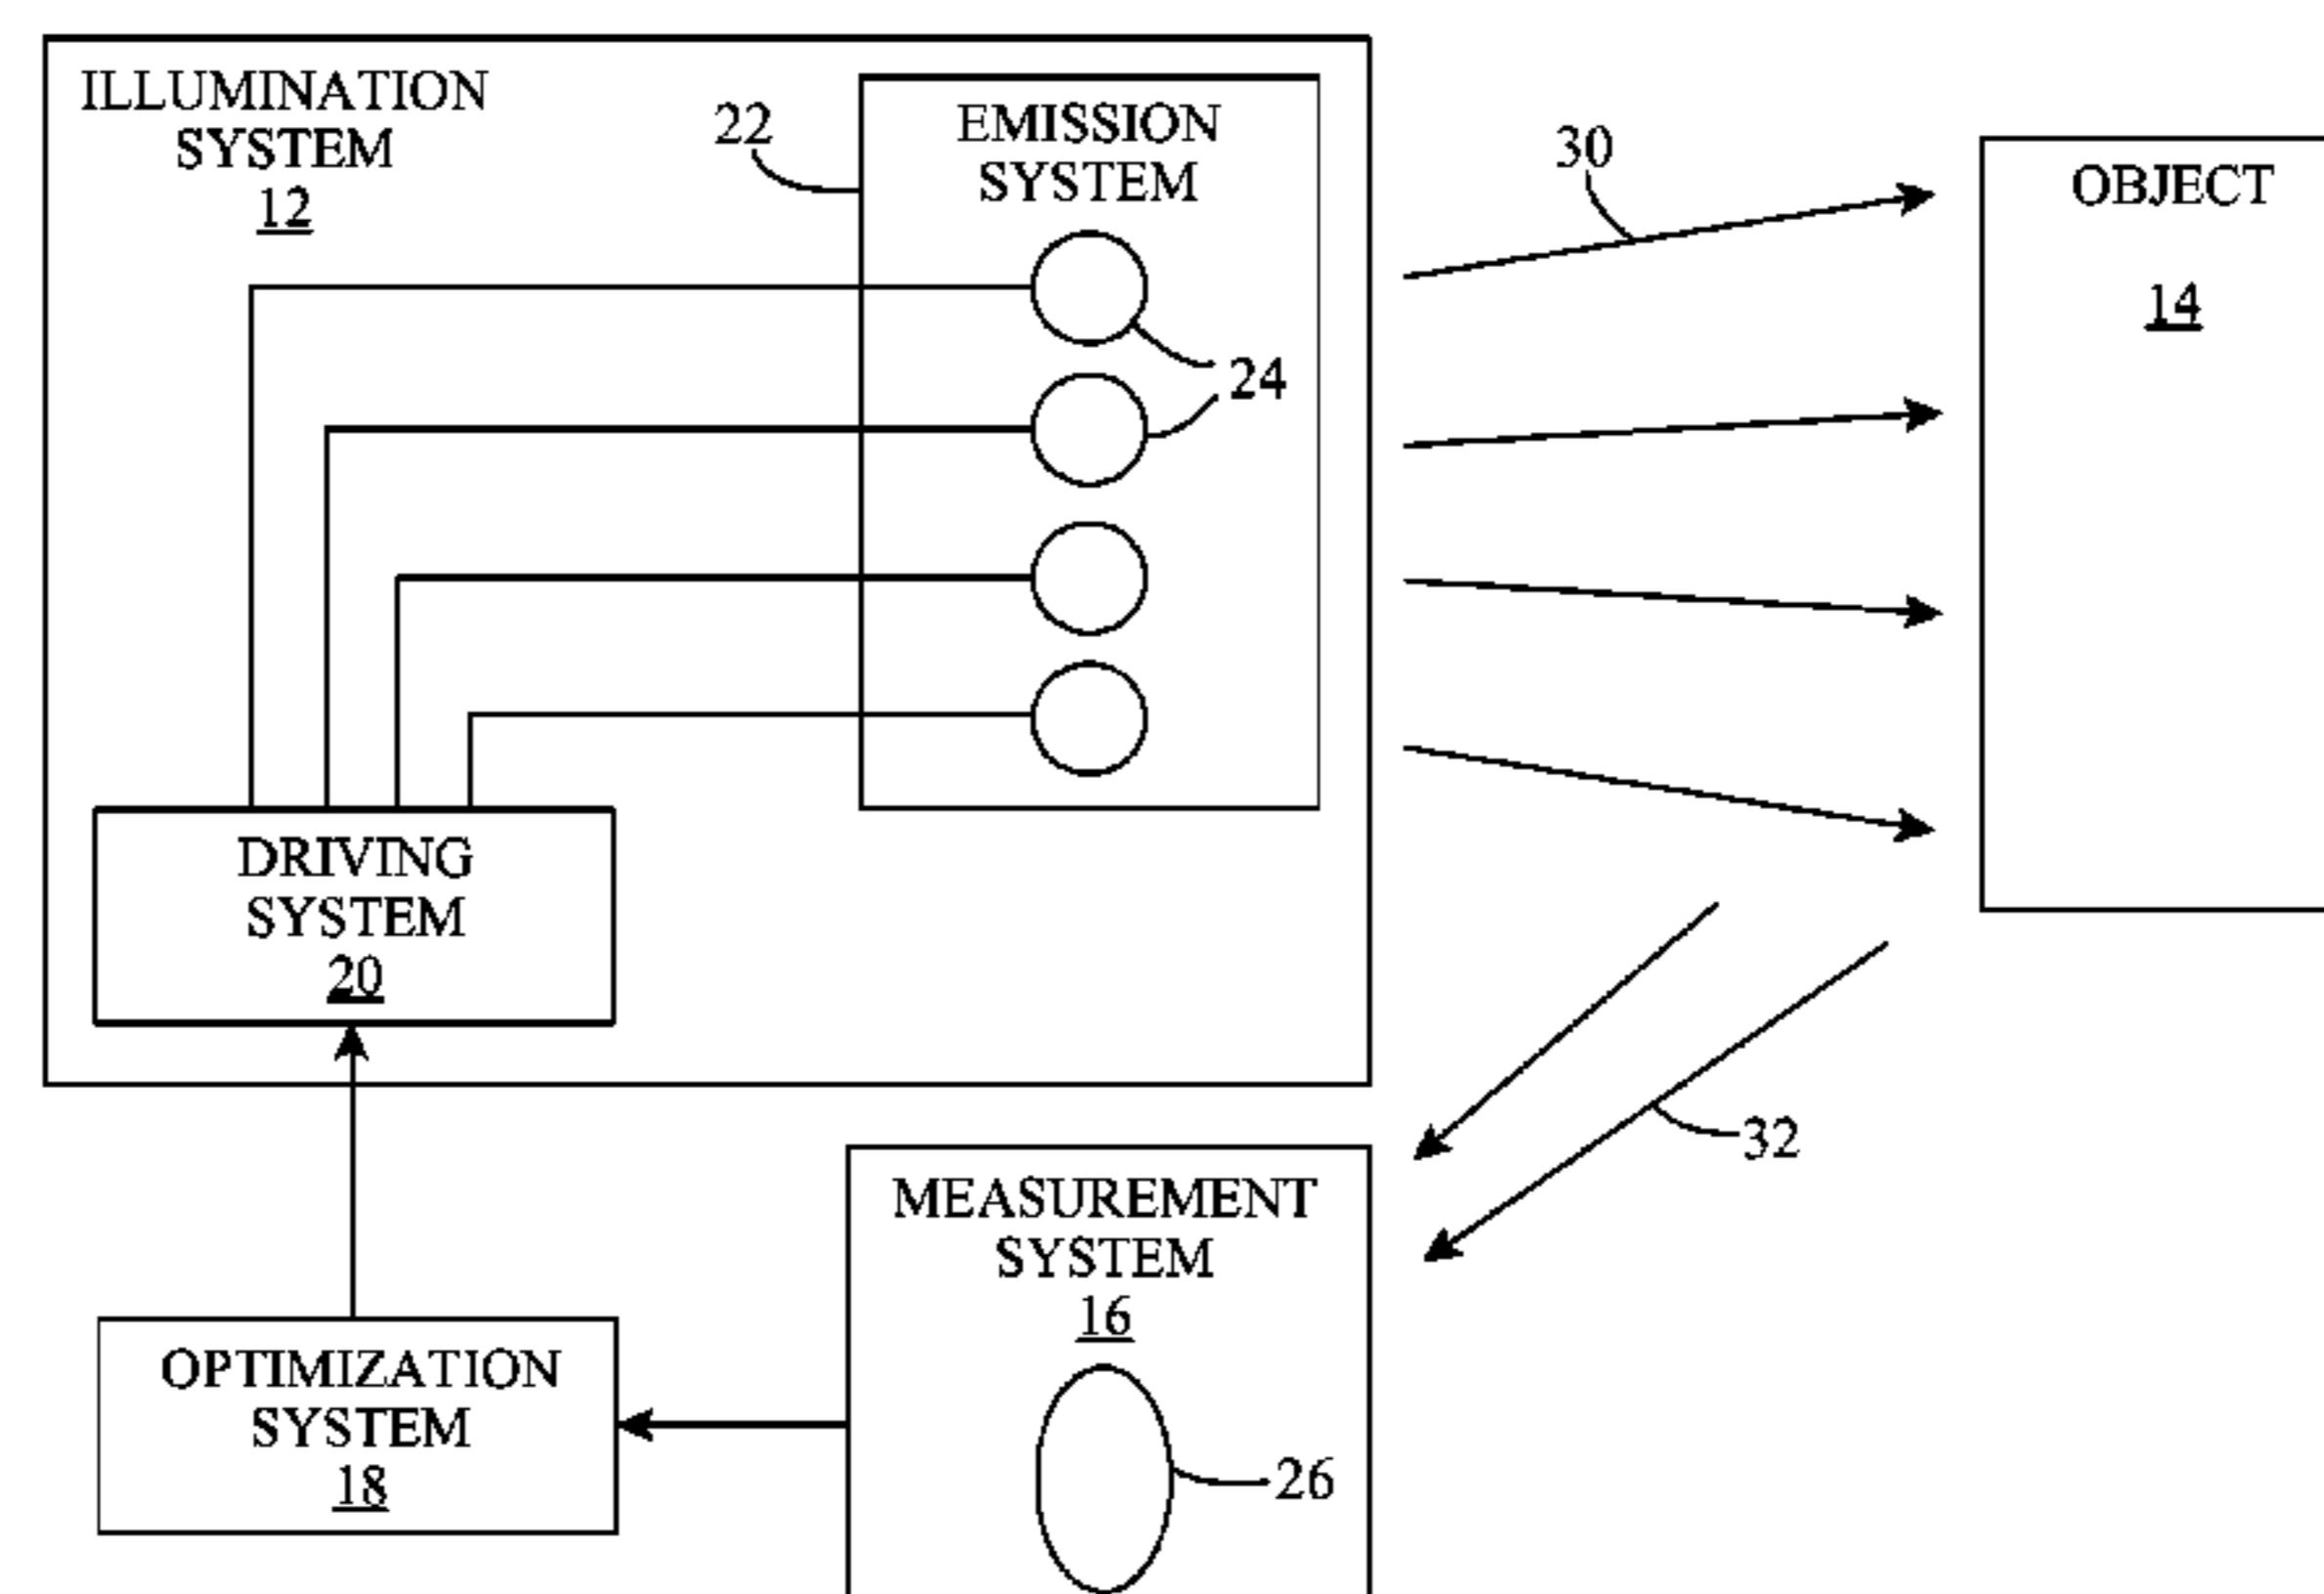 ILLUMINATION
SYSTEM
12
22
EMISSION
SYSTEM
24
30
OBJECT
14
DRIVING
SYSTEM
20
32
MEASUREMENT
SYSTEM
16
26
OPTIMIZATION
SYSTEM
18